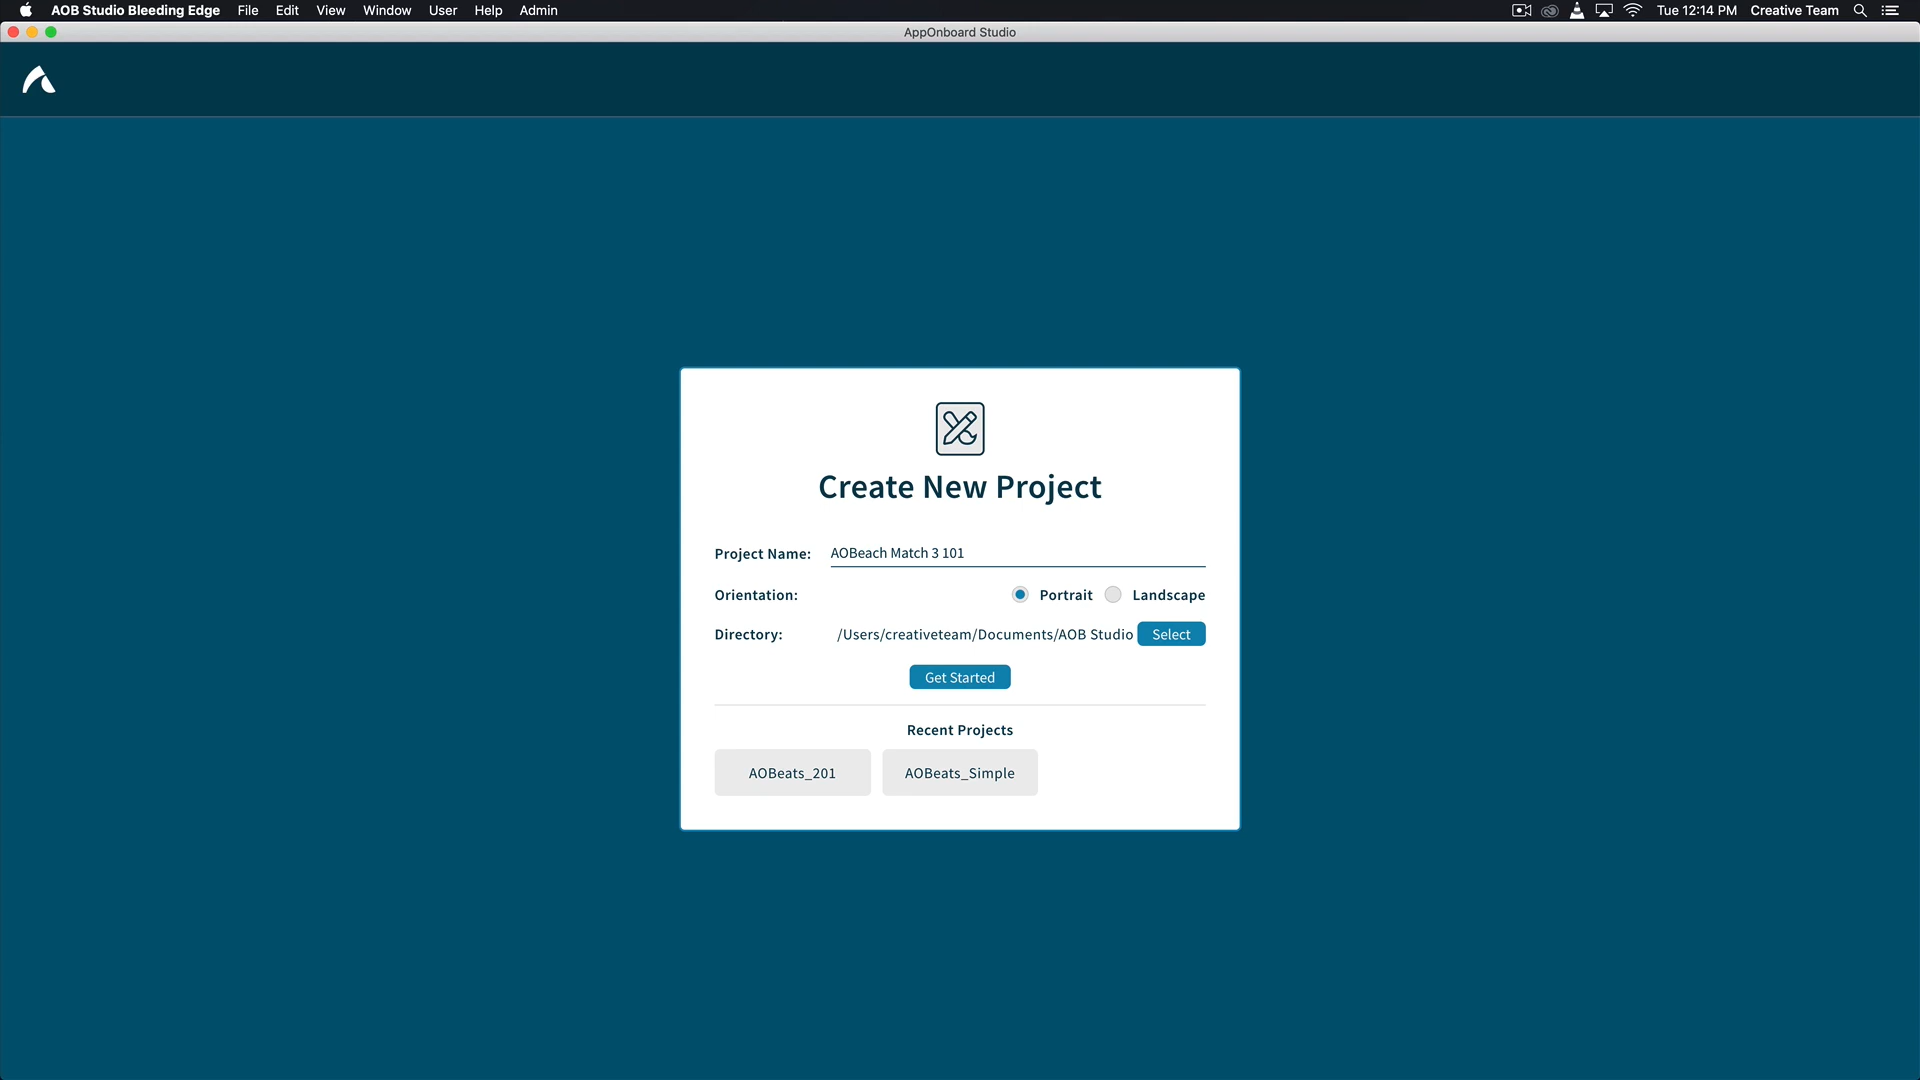 AOB Studio Bleeding Edge File Edit View Window User Help Admin Tue 12:14 PM Creative Team
AppOnboard Studio
Create New Project
Project Name: AOBeach Match 3 101
Orientation: Portrait Landscape
Directory: /Users/creativeteam/Documents/AOB Studio Select
Get Started
Recent Projects
AOBeats_201 AOBeats_Simple